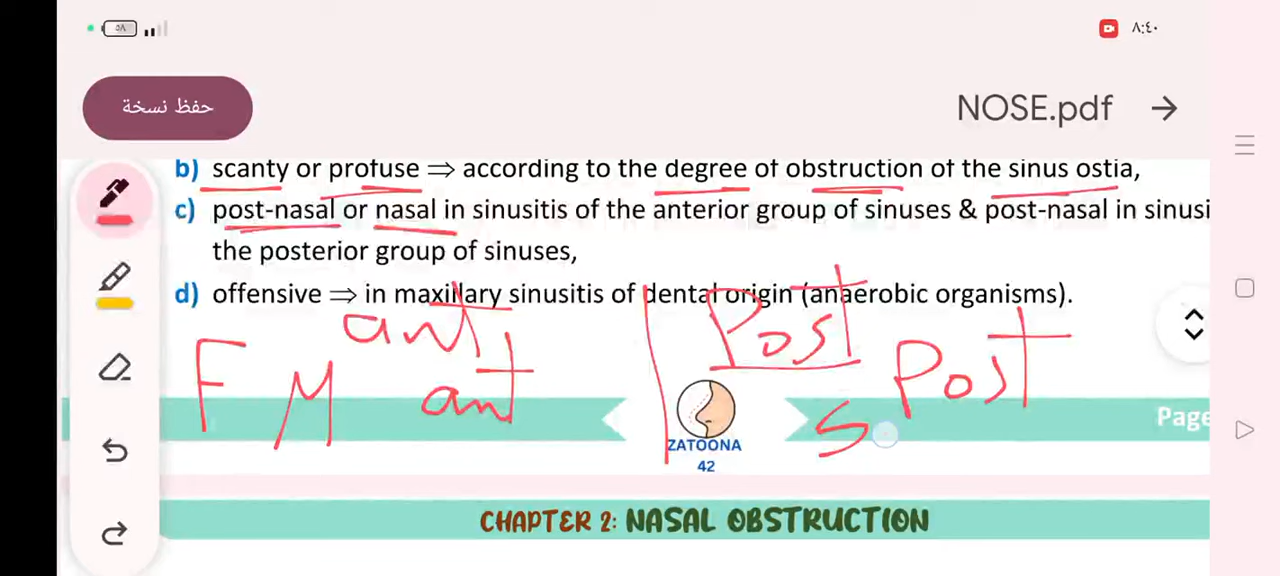 ٥٨
٨:٤٠
حفظ نسخة
NOSE.pdf
b) scanty or profuse ⟹ according to the degree of obstruction of the sinus ostia,
c) post-nasal or nasal in sinusitis of the anterior group of sinuses & post-nasal in sinusi
the posterior group of sinuses,
d) offensive ⟹ in maxillary sinusitis of dental origin (anaerobic organisms).
ant Post
F M ant S Post
ZATOONA
42
Page
CHAPTER 2: NASAL OBSTRUCTION